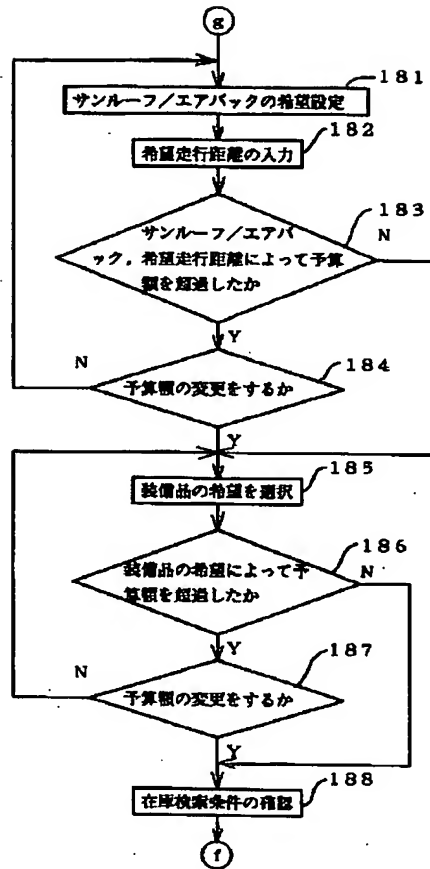 g
181
サンルーフ/エアバックの希望設定
182
希望走行距離の入力
183
サンルーフ/エアバ
ック,希望走行距離によって予算
額を超過したか
N
Y
184
N
予算額の変更をするか
Y
185
装備品の希望を選択
186
装備品の希望によって予
算額を超過したか
N
Y
187
N
予算額の変更をするか
Y
188
在庫検索条件の確認
f